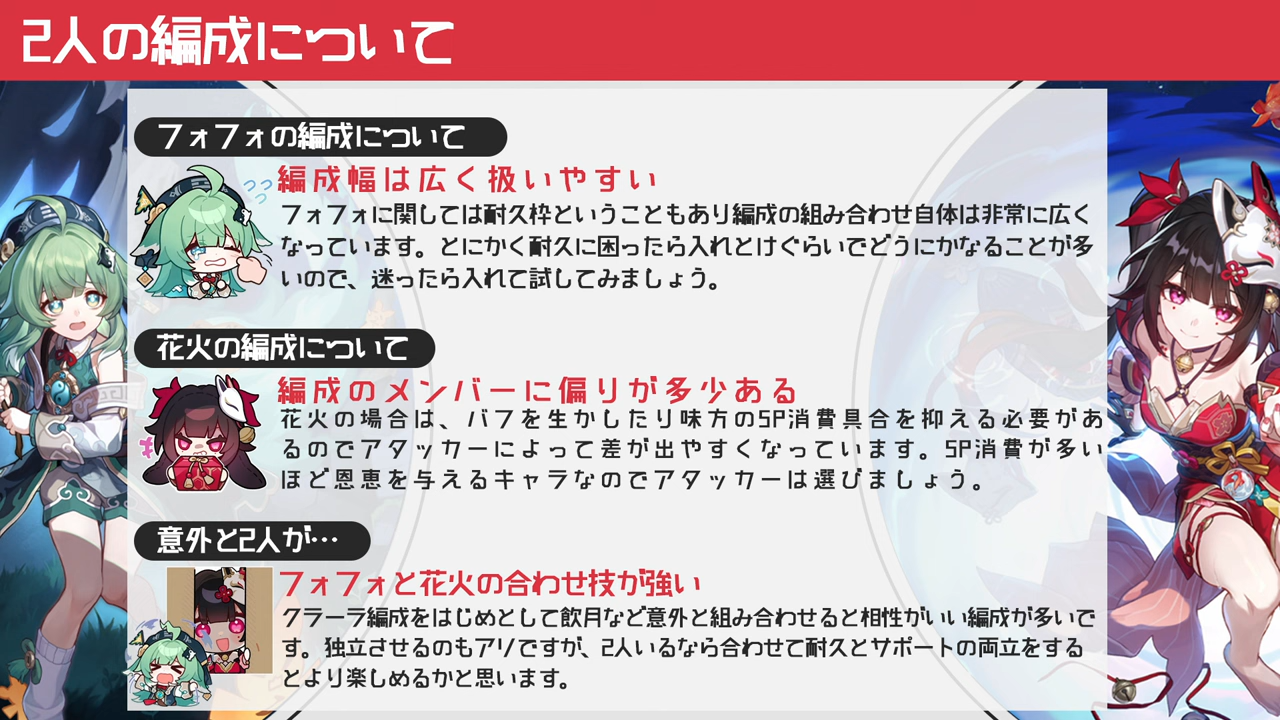 2人の編成について
フォフォの編成について
編成幅は広く扱いやすい
フォフォに関しては耐久枠ということもあり編成の組み合わせ自体は非常に広く
なっています。とにかく耐久に困ったら入れとけぐらいでどうにかなることが多
いので、迷ったら入れて試してみましょう。
花火の編成について
編成のメンバーに偏りが多少ある
花火の場合は、バフを生かしたり味方のSP消費具合を抑える必要があ
るのでアタッカーによって差が出やすくなっています。SP消費が多い
ほど恩恵を与えるキャラなのでアタッカーは選びましょう。
意外と2人が…
フォフォと花火の合わせ技が強い
クラーラ編成をはじめとして飲月など意外と組み合わせると相性がいい編成が多いで
す。独立させるのもアリですが、2人いるなら合わせて耐久とサポートの両立をする
とより楽しめるかと思います。